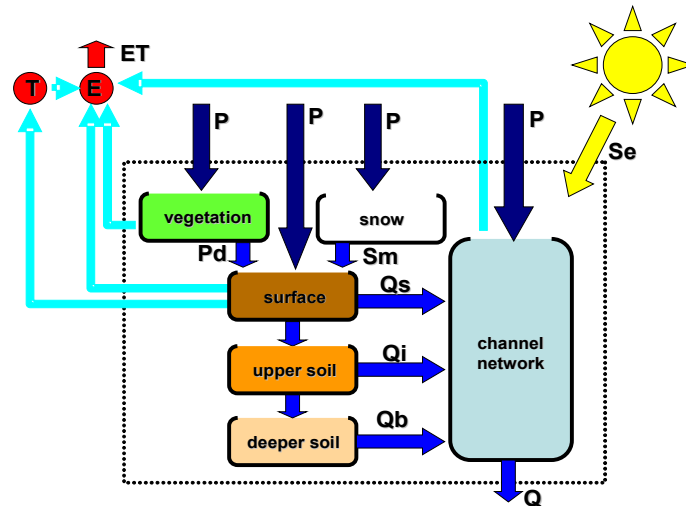 ET
T
E
P
P
P
P
Se
vegetation
snow
Pd
Sm
surface
Qs
channel
network
upper soil
Qi
deeper soil
Qb
Q